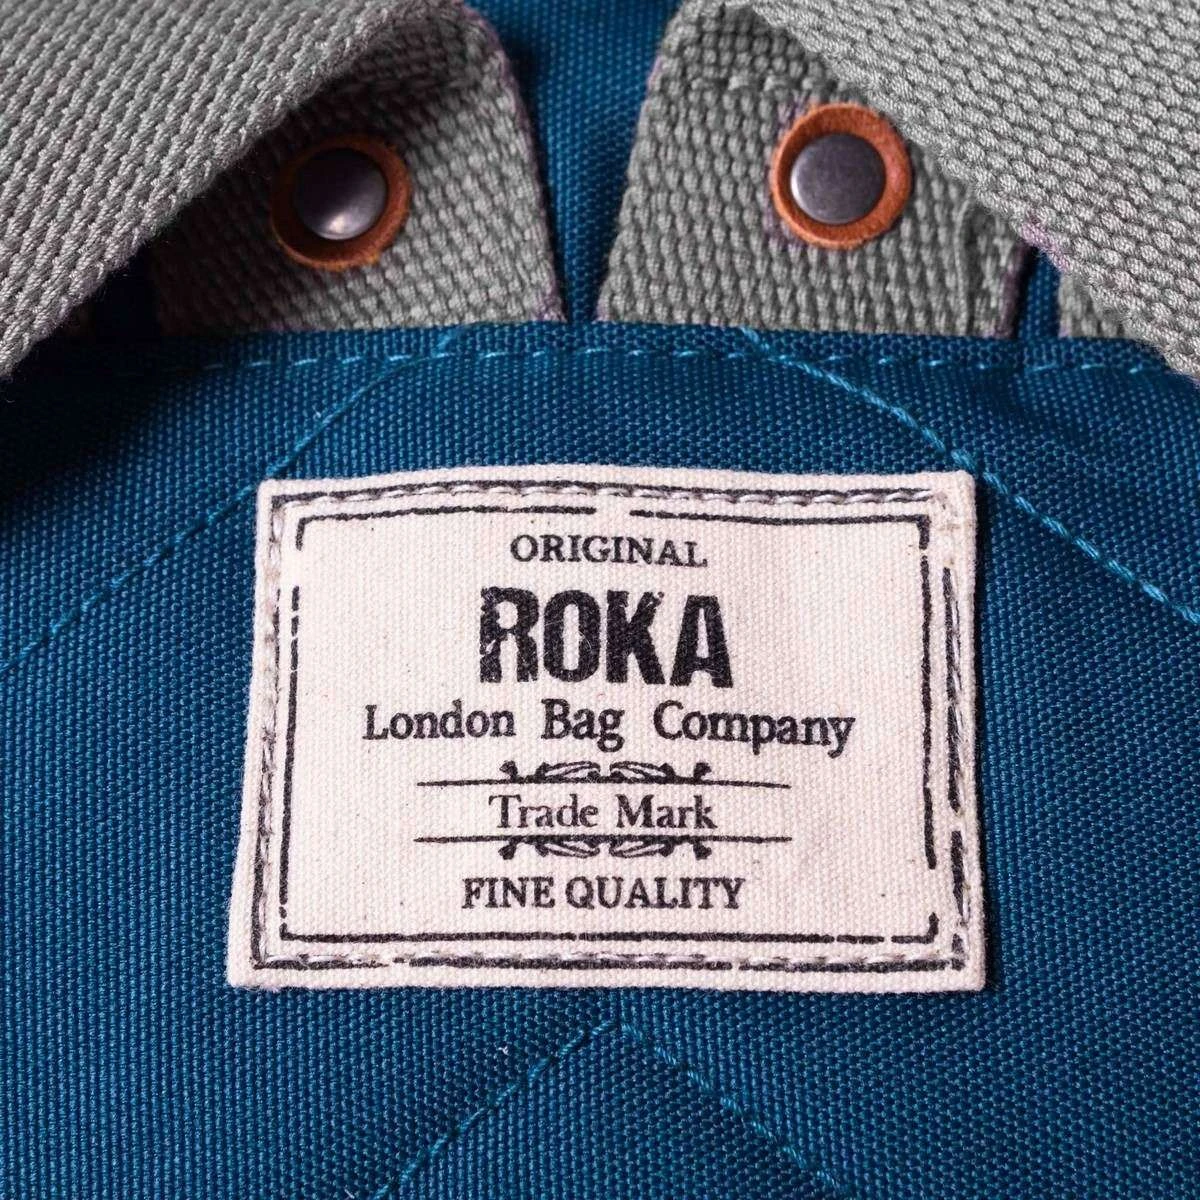 ORIGINAL
ROKA
London Bag Company
Trade Mark
FINE QUALITY